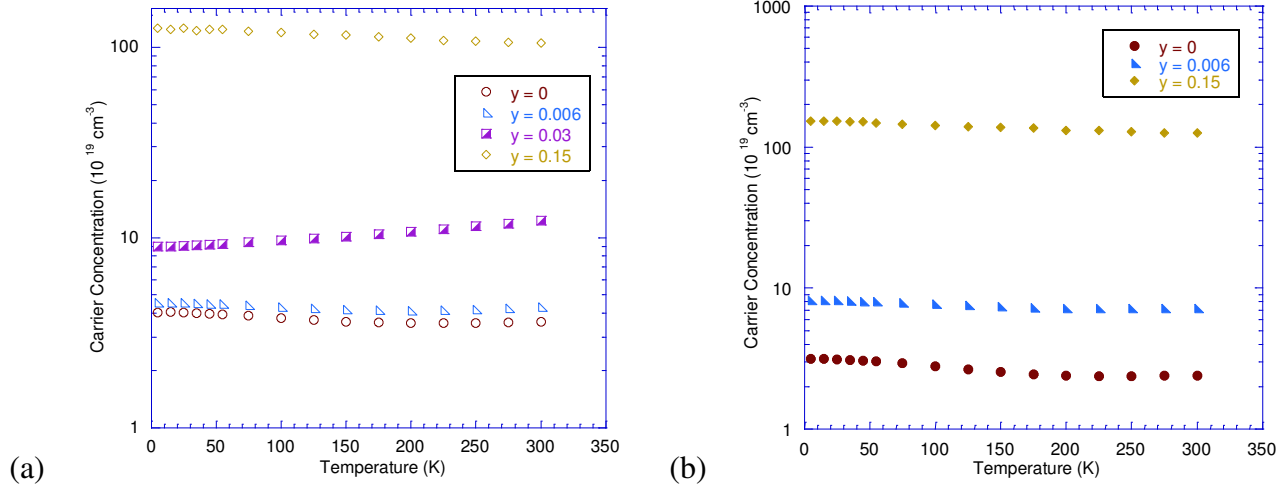 100
10
1
Carrier Concentration (10 19 cm-3)
y = 0
y = 0.006
y = 0.03
y = 0.15
0 50 100 150 200 250 300 350
Temperature (K)
(a)
1000
100
10
1
Carrier Concentration (10 19 cm-3)
y = 0
y = 0.006
y = 0.15
0 50 100 150 200 250 300 350
Temperature (K)
(b)